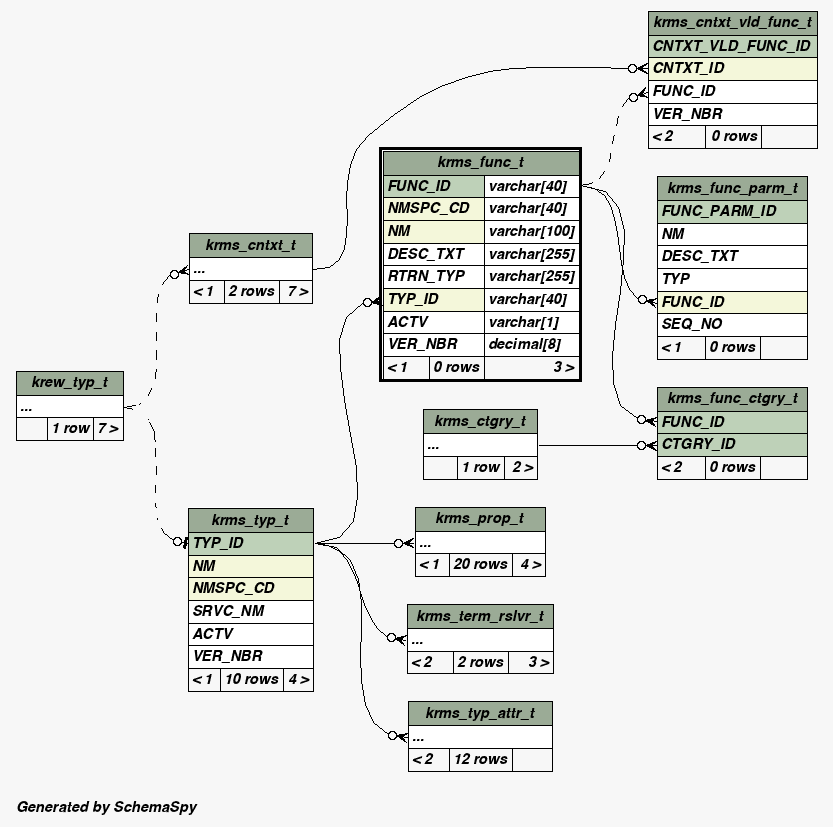 krms_cntxt_vld_func_t
CNTXT_VLD_FUNC_ID
CNTXT_ID
FUNC_ID
VER_NBR
< 2 0 rows
krms_func_t
FUNC_ID varchar[40]
NMSPC_CD varchar[40]
NM varchar[100]
DESC_TXT varchar[255]
RTRN_TYP varchar[255]
TYP_ID varchar[40]
ACTV varchar[1]
VER_NBR decimal[8]
< 1 0 rows 3 >
krms_func_parm_t
FUNC_PARM_ID
NM
DESC_TXT
TYP
FUNC_ID
SEQ_NO
< 1 0 rows
krms_cntxt_t
...
< 1 2 rows 7 >
krew_typ_t
...
1 row 7 >
krms_func_ctgry_t
FUNC_ID
CTGRY_ID
< 2 0 rows
krms_ctgry_t
...
1 row 2 >
krms_typ_t
TYP_ID
NM
NMSPC_CD
SRVC_NM
ACTV
VER_NBR
< 1 10 rows 4 >
krms_prop_t
...
< 1 20 rows 4 >
krms_term_rslvr_t
...
< 2 2 rows 3 >
krms_typ_attr_t
...
< 2 12 rows
Generated by SchemaSpy